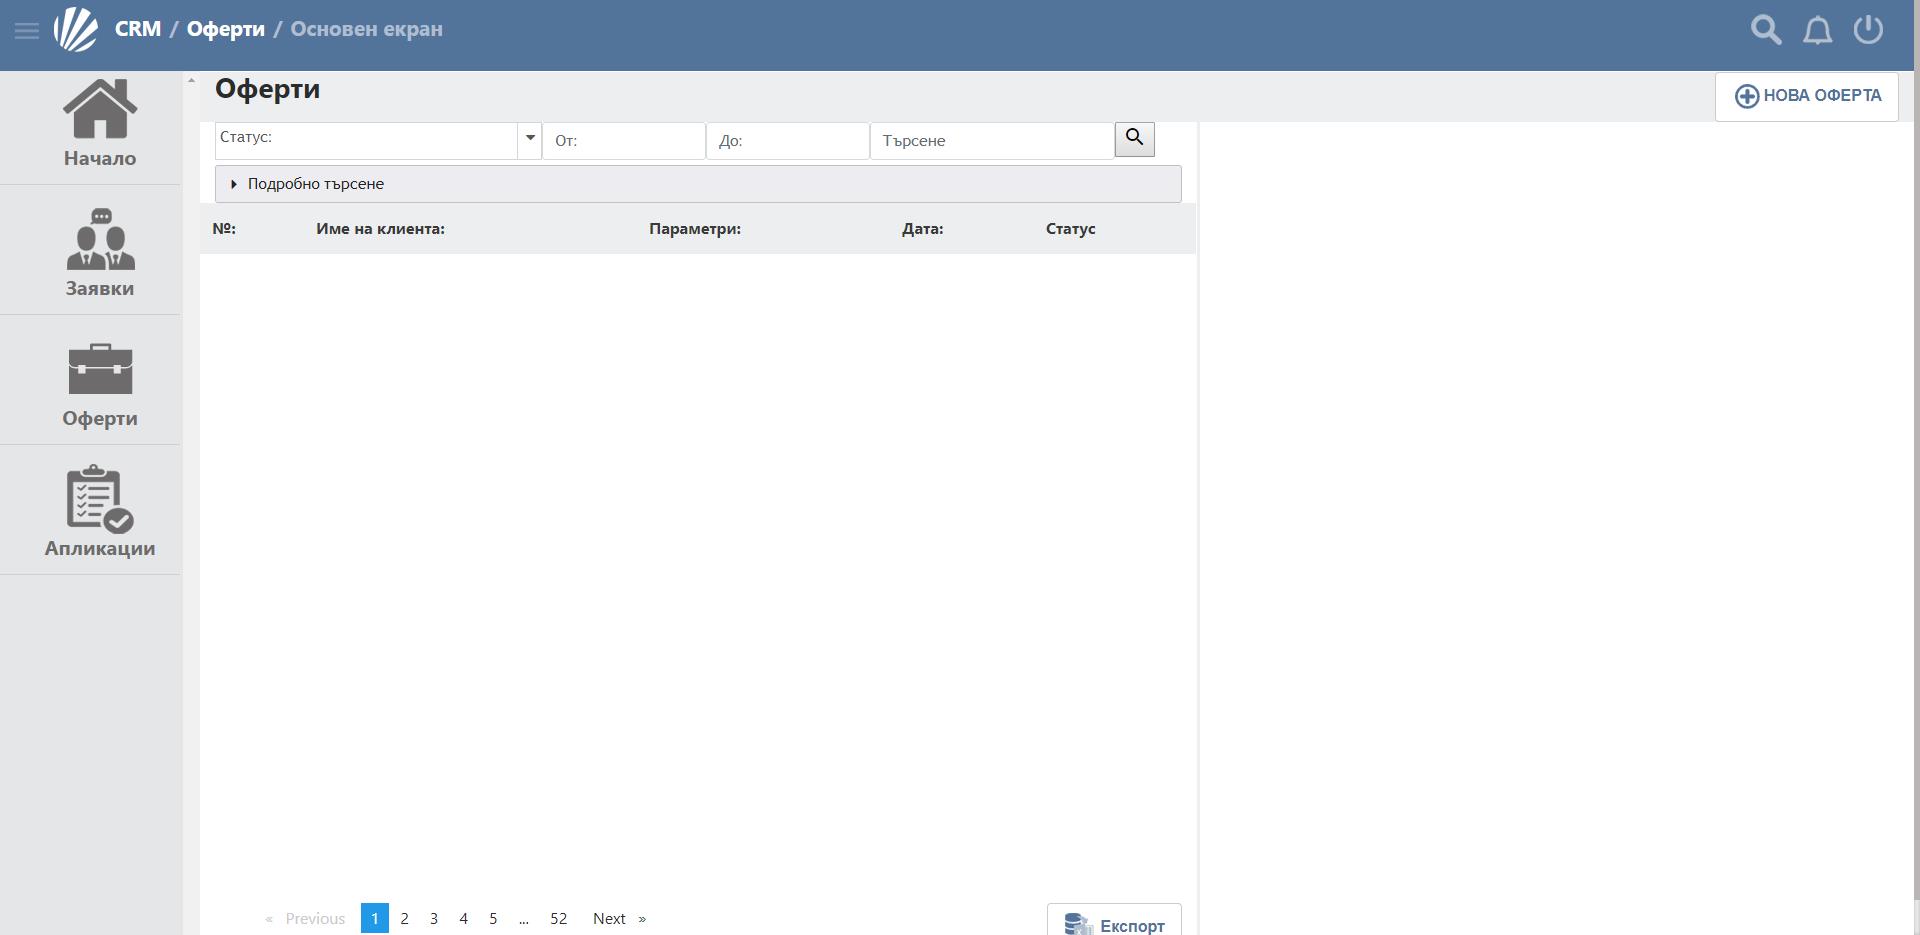 CRM / Оферти / Основен екран
Начало
Заявки
Оферти
Апликации
Оферти
НОВА ОФЕРТА
Статус:
От:
До:
Търсене
Подробно търсене
№:
Име на клиента:
Параметри:
Дата:
Статус
« Previous 1 2 3 4 5 ... 52 Next »
Експорт